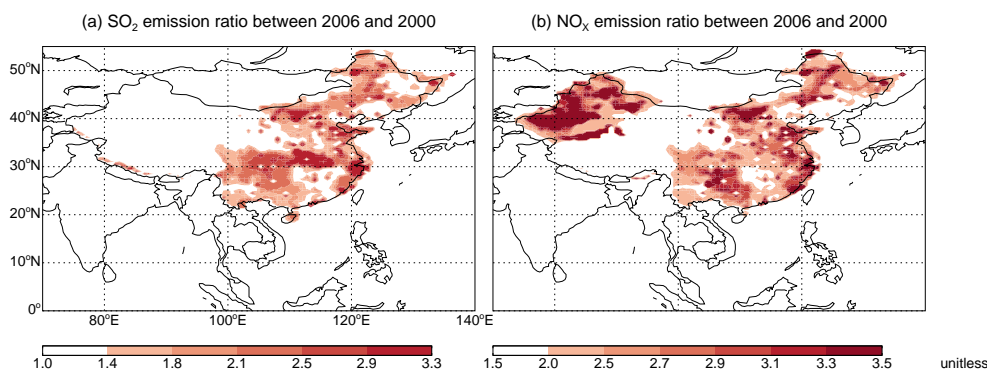 (a) SO₂ emission ratio between 2006 and 2000
(b) NOₓ emission ratio between 2006 and 2000
50°N
40°N
30°N
20°N
10°N
0°
80°E 100°E 120°E 140°E
1.0 1.4 1.8 2.1 2.5 2.9 3.3
1.5 2.0 2.5 2.7 2.9 3.1 3.3 3.5 unitless